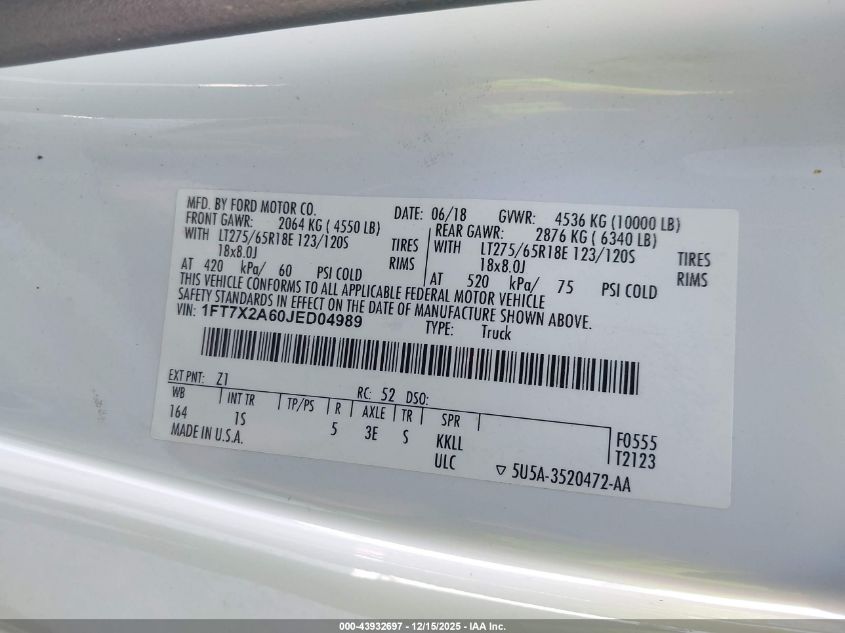 MFD. BY FORD MOTOR CO. DATE: 06/18 GVWR: 4536 KG (10000 LB)
FRONT GAWR: 2064 KG ( 4550 LB) REAR GAWR: 2876 KG ( 6340 LB)
WITH LT275/65R18E 123/120S TIRES WITH LT275/65R18E 123/120S TIRES
18x8.0J RIMS 18x8.0J RIMS
AT 420 kPa/ 60 PSI COLD AT 520 kPa/ 75 PSI COLD
THIS VEHICLE CONFORMS TO ALL APPLICABLE FEDERAL MOTOR VEHICLE
SAFETY STANDARDS IN EFFECT ON THE DATE OF MANUFACTURE SHOWN ABOVE.
VIN: 1FT7X2A60JED04989 TYPE: Truck
EXT PNT: Z1 RC: 52 DSO:
WB INT TR TP/PS R AXLE TR SPR
164 1S 5 3E S KKLL F0555
MADE IN U.S.A. ULC T2123
▽ 5U5A-3520472-AA
000-43932697 - 12/15/2025 - IAA Inc.